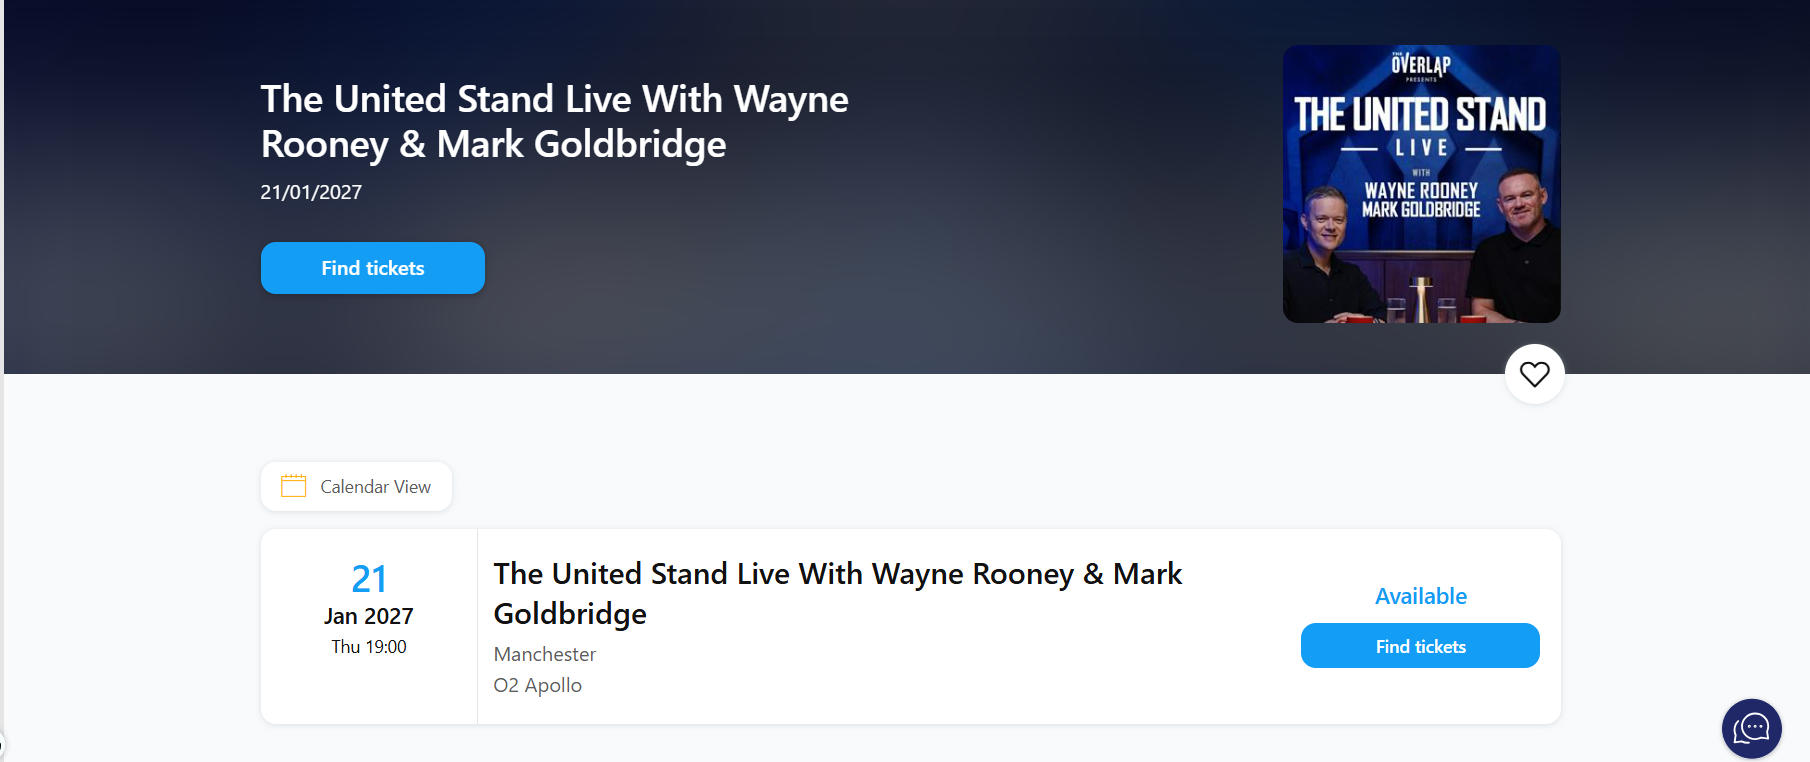 The United Stand Live With Wayne
Rooney & Mark Goldbridge
21/01/2027
Find tickets
THE
OVERLAP
PRESENTS
THE UNITED STAND
LIVE
WITH
WAYNE ROONEY
MARK GOLDBRIDGE
Calendar View
21
Jan 2027
Thu 19:00
The United Stand Live With Wayne Rooney & Mark
Goldbridge
Manchester
O2 Apollo
Available
Find tickets